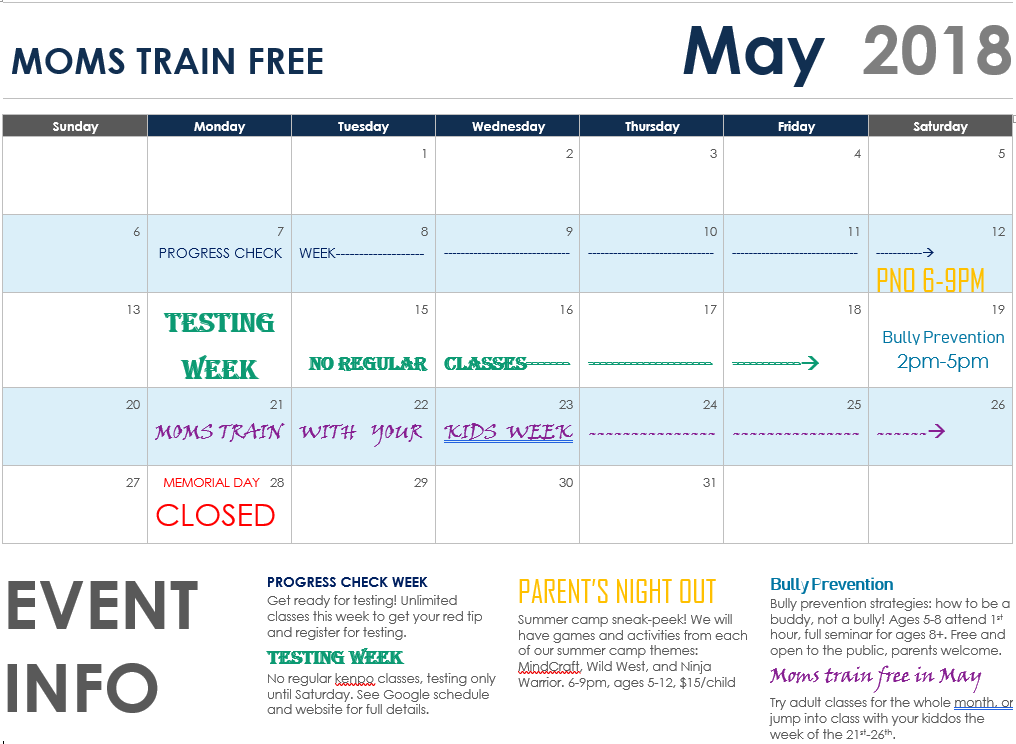 MOMS TRAIN FREE
May 2018
Sunday Monday Tuesday Wednesday Thursday Friday Saturday
1 2 3 4 5
6 7 8 9 10 11 12
PROGRESS CHECK WEEK------------------- --------------------------- --------------------------- --------------------------- ---------->
PNO 6-9PM
13 15 16 17 18 19
TESTING
WEEK
NO REGULAR CLASSES------ --------------- ---------->
Bully Prevention
2pm-5pm
20 21 22 23 24 25 26
MOMS TRAIN WITH YOUR KIDS WEEK --------------- --------------- ------>
27 MEMORIAL DAY 28 29 30 31
CLOSED
EVENT
INFO
PROGRESS CHECK WEEK
Get ready for testing! Unlimited
classes this week to get your red tip
and register for testing.
TESTING WEEK
No regular kenpo classes, testing only
until Saturday. See Google schedule
and website for full details.
PARENT'S NIGHT OUT
Summer camp sneak-peek! We will
have games and activities from each
of our summer camp themes:
MindCraft, Wild West, and Ninja
Warrior. 6-9pm, ages 5-12, $15/child
Bully Prevention
Bully prevention strategies: how to be a
buddy, not a bully! Ages 5-8 attend 1st
hour, full seminar for ages 8+. Free and
open to the public, parents welcome.
Moms train free in May
Try adult classes for the whole month, or
jump into class with your kiddos the
week of the 21st-26th.